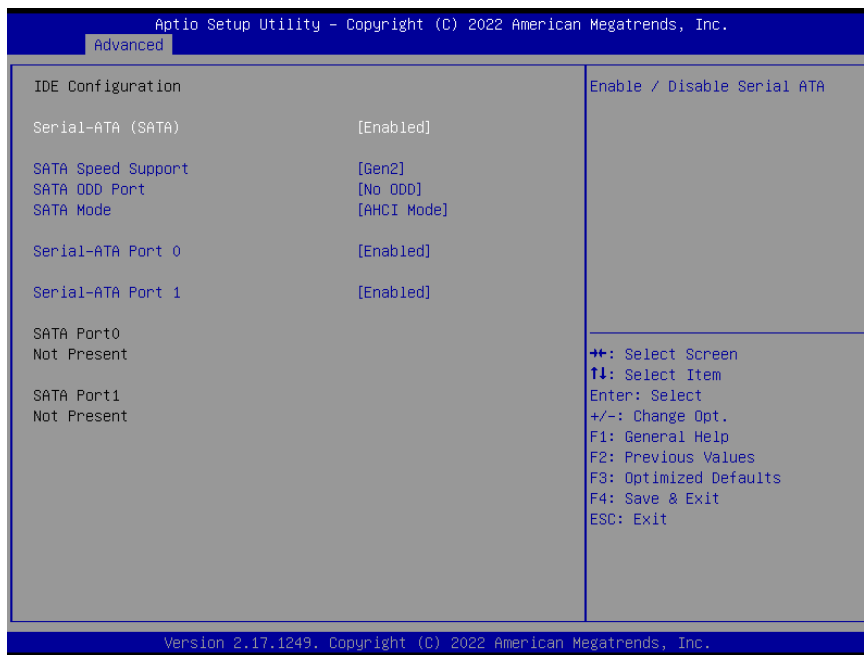 Aptio Setup Utility – Copyright (C) 2022 American Megatrends, Inc.
Advanced
IDE Configuration
Serial-ATA (SATA) [Enabled]
SATA Speed Support [Gen2]
SATA ODD Port [No ODD]
SATA Mode [AHCI Mode]
Serial-ATA Port 0 [Enabled]
Serial-ATA Port 1 [Enabled]
SATA Port0
Not Present
SATA Port1
Not Present
Enable / Disable Serial ATA
→←: Select Screen
↑↓: Select Item
Enter: Select
+/-: Change Opt.
F1: General Help
F2: Previous Values
F3: Optimized Defaults
F4: Save & Exit
ESC: Exit
Version 2.17.1249. Copyright (C) 2022 American Megatrends, Inc.